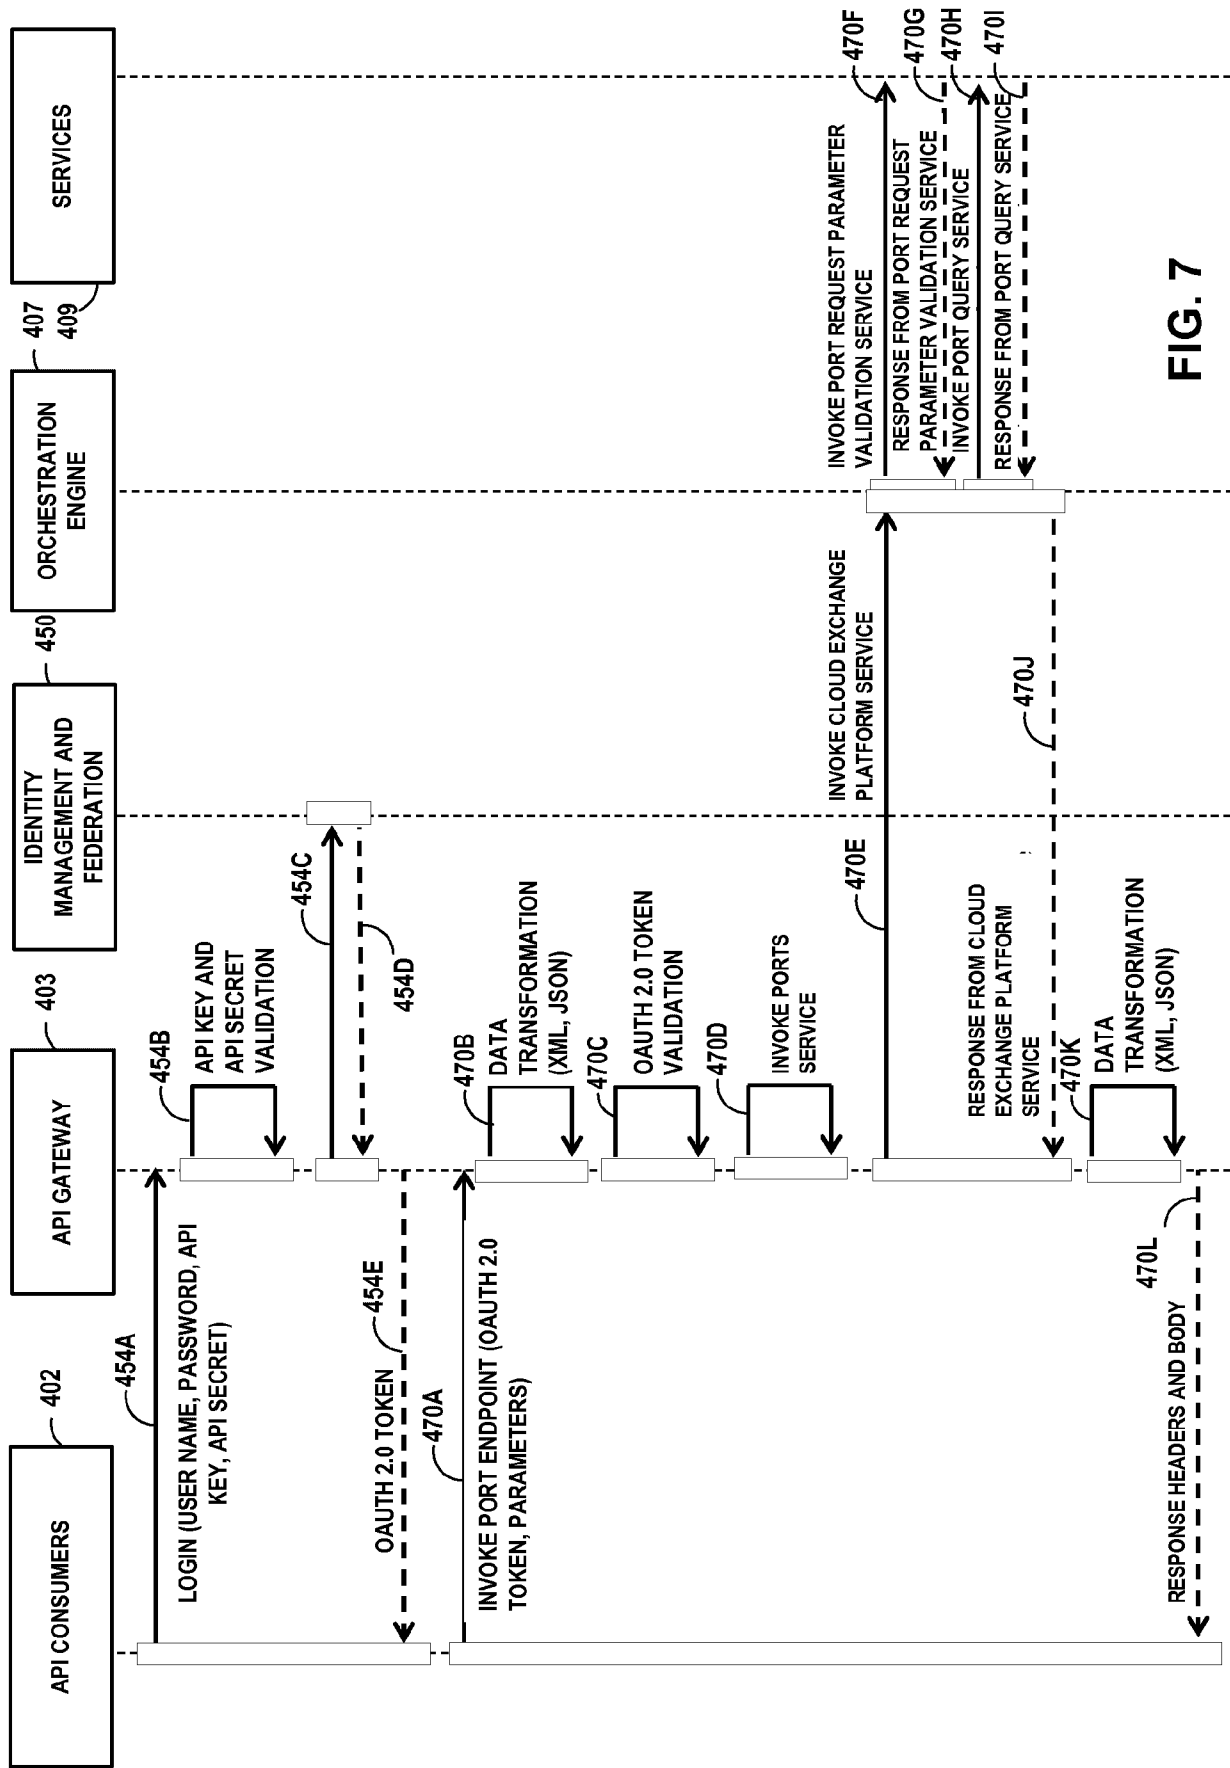 API CONSUMERS
402
API GATEWAY
403
IDENTITY
MANAGEMENT AND
FEDERATION
450
ORCHESTRATION
ENGINE
407
SERVICES
409
454A
LOGIN (USER NAME, PASSWORD, API
KEY, API SECRET)
454B
API KEY AND
API SECRET
VALIDATION
454C
454D
454E
OAUTH 2.0 TOKEN
470A
INVOKE PORT ENDPOINT (OAUTH 2.0
TOKEN, PARAMETERS)
470B
DATA
TRANSFORMATION
(XML, JSON)
470C
OAUTH 2.0 TOKEN
VALIDATION
470D
INVOKE PORTS
SERVICE
470E
INVOKE CLOUD EXCHANGE
PLATFORM SERVICE
INVOKE PORT REQUEST PARAMETER
VALIDATION SERVICE
470F
RESPONSE FROM PORT REQUEST
PARAMETER VALIDATION SERVICE
470G
INVOKE PORT QUERY SERVICE
470H
RESPONSE FROM PORT QUERY SERVICE
470I
RESPONSE FROM CLOUD
EXCHANGE PLATFORM
SERVICE
470J
470K
DATA
TRANSFORMATION
(XML, JSON)
470L
RESPONSE HEADERS AND BODY
FIG. 7